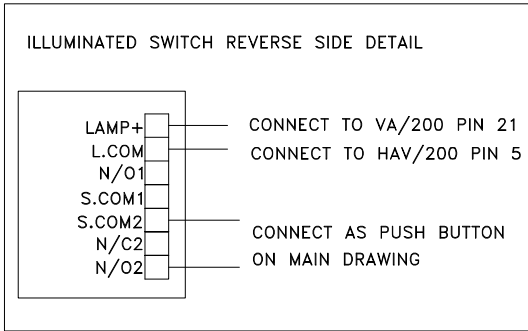 ILLUMINATED SWITCH REVERSE SIDE DETAIL
LAMP+ CONNECT TO VA/200 PIN 21
L.COM CONNECT TO HAV/200 PIN 5
N/O1
S.COM1
S.COM2
N/C2 CONNECT AS PUSH BUTTON
N/O2 ON MAIN DRAWING